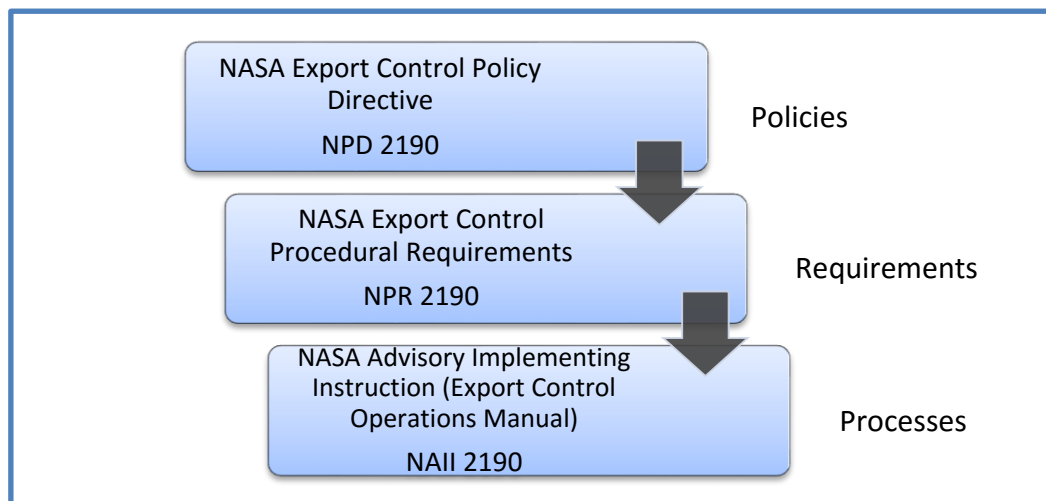 NASA Export Control Policy
Directive
NPD 2190
Policies
NASA Export Control
Procedural Requirements
NPR 2190
Requirements
NASA Advisory Implementing
Instruction (Export Control
Operations Manual)
NAII 2190
Processes